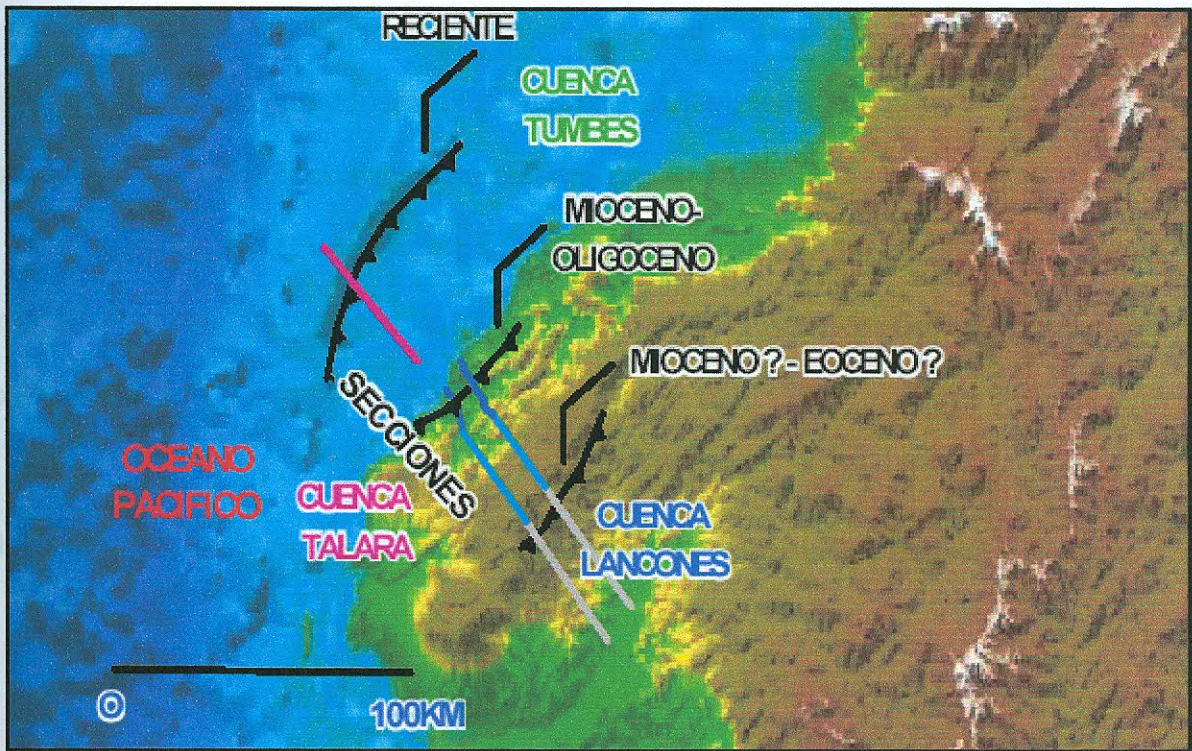 RECIENTE
CUENCA
TUMBES
MIOCENO-
OLIGOCENO
MIOCENO ? - EOCENO ?
SECCIONES
OCEANO
PACIFICO
CUENCA
TALARA
CUENCA
LANCONES
0
100KM